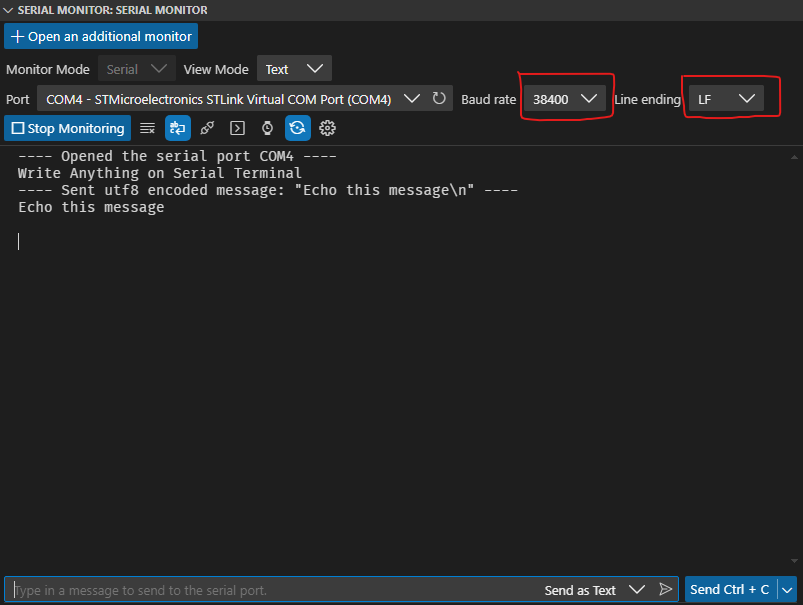 SERIAL MONITOR: SERIAL MONITOR
Open an additional monitor
Monitor Mode Serial View Mode Text
Port COM4 - STMicroelectronics STLink Virtual COM Port (COM4) Baud rate 38400 Line ending LF
Stop Monitoring
---- Opened the serial port COM4 ----
Write Anything on Serial Terminal
---- Sent utf8 encoded message: "Echo this message\n" ----
Echo this message
Type in a message to send to the serial port. Send as Text Send Ctrl + C